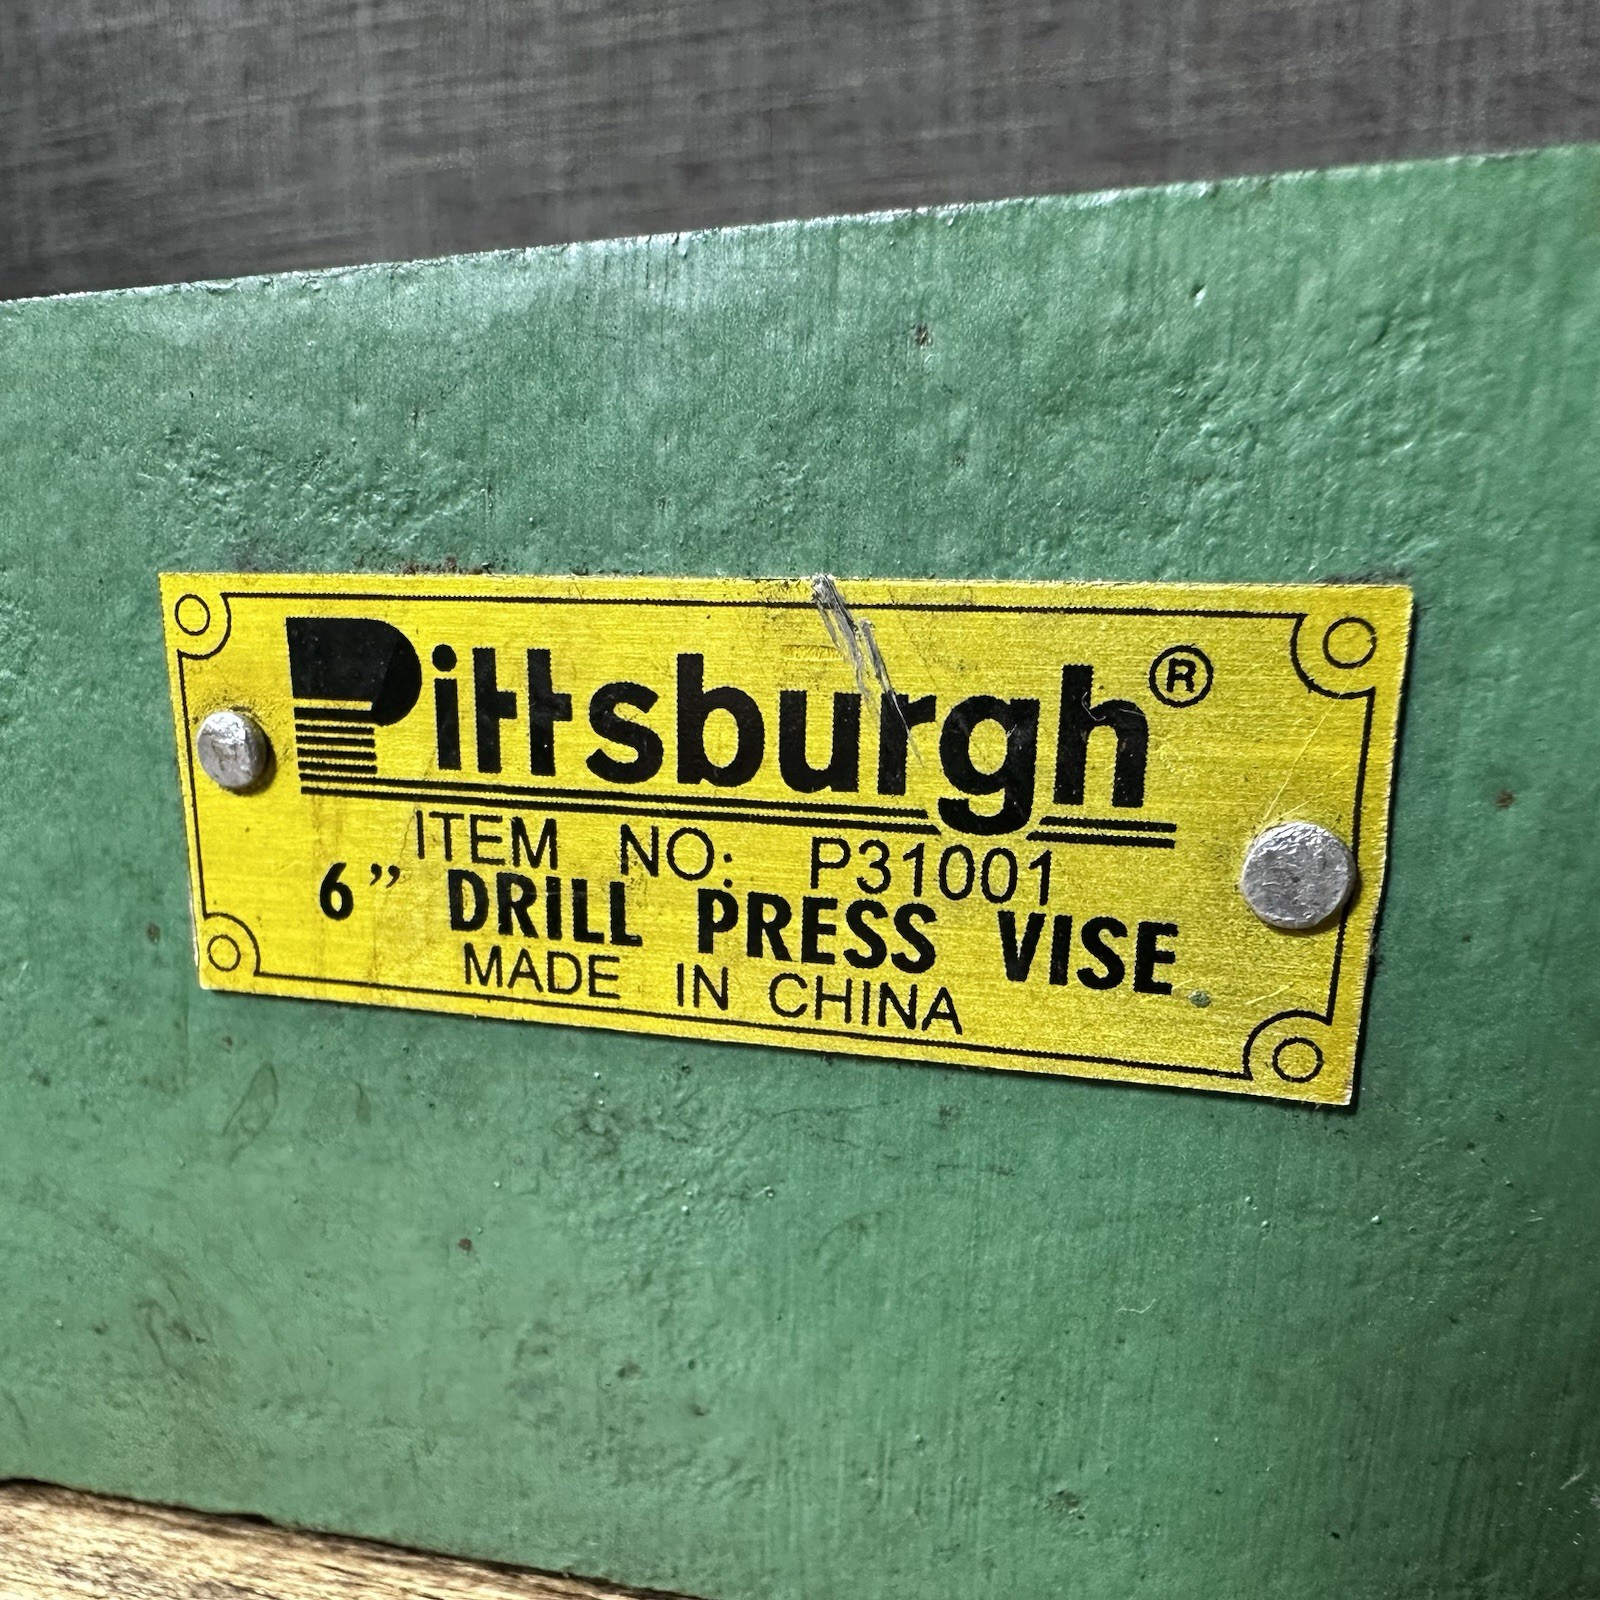 Pittsburgh®
ITEM NO: P31001
6” DRILL PRESS VISE
MADE IN CHINA